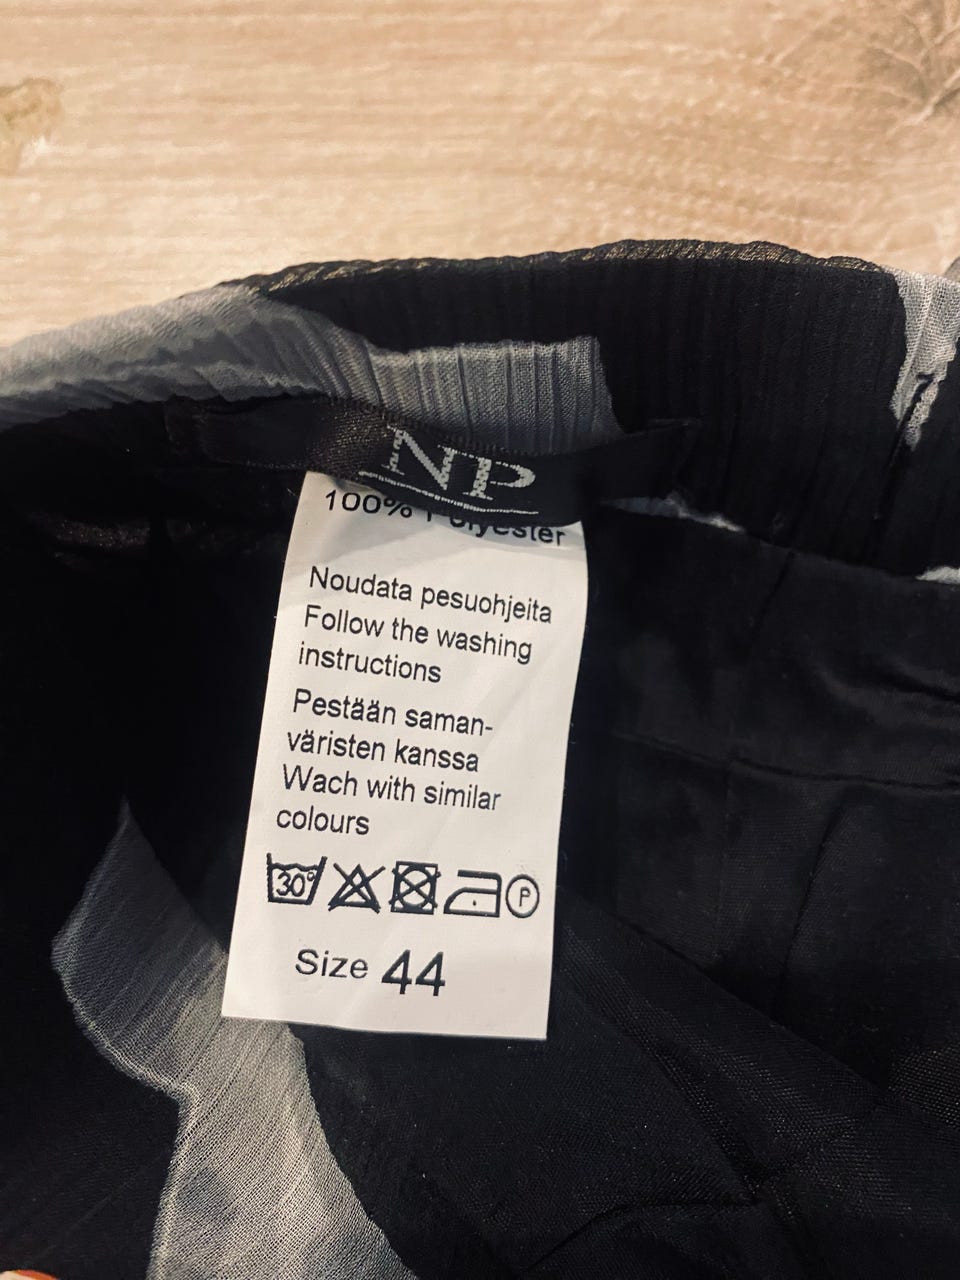 NP
100% Polyester
Noudata pesuohjeita
Follow the washing
instructions
Pestään saman-
väristen kanssa
Wach with similar
colours
30°
P
Size 44